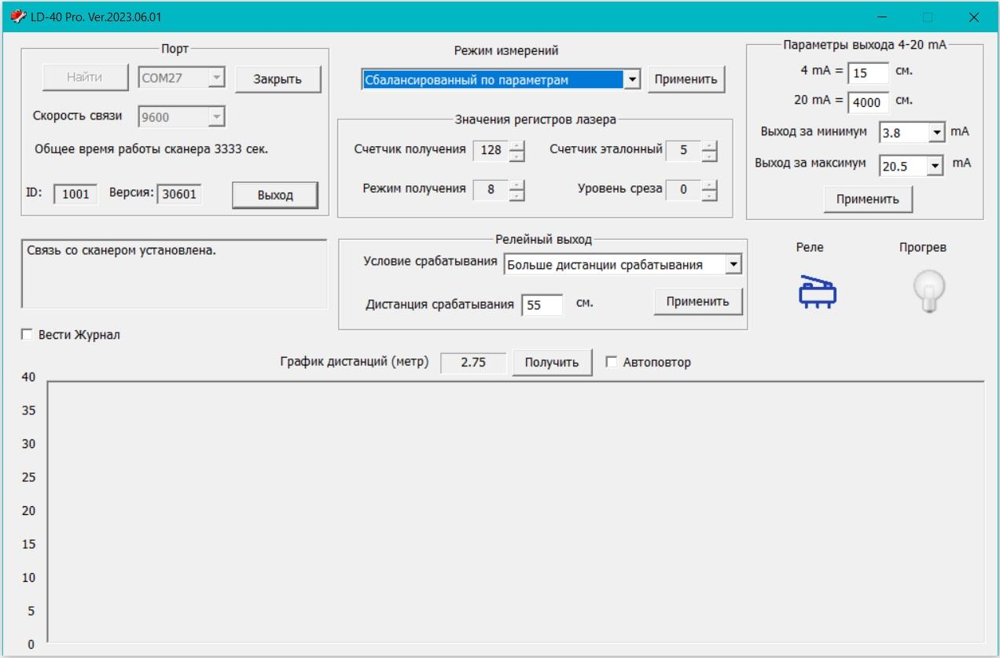 LD-40 Pro. Ver.2023.06.01
Порт
Найти
COM27
Закрыть
Скорость связи
9600
Общее время работы сканера 3333 сек.
ID:
1001
Версия:
30601
Выход
Режим измерений
Сбалансированный по параметрам
Применить
Значения регистров лазера
Счетчик получения
128
Счетчик эталонный
5
Режим получения
8
Уровень среза
0
Параметры выхода 4-20 mA
4 mA =
15
см.
20 mA =
4000
см.
Выход за минимум
3.8
mA
Выход за максимум
20.5
mA
Применить
Связь со сканером установлена.
Релейный выход
Условие срабатывания
Больше дистанции срабатывания
Дистанция срабатывания
55
см.
Применить
Реле
Прогрев
Вести Журнал
График дистанций (метр)
2.75
Получить
Автоповтор
40
35
30
25
20
15
10
5
0